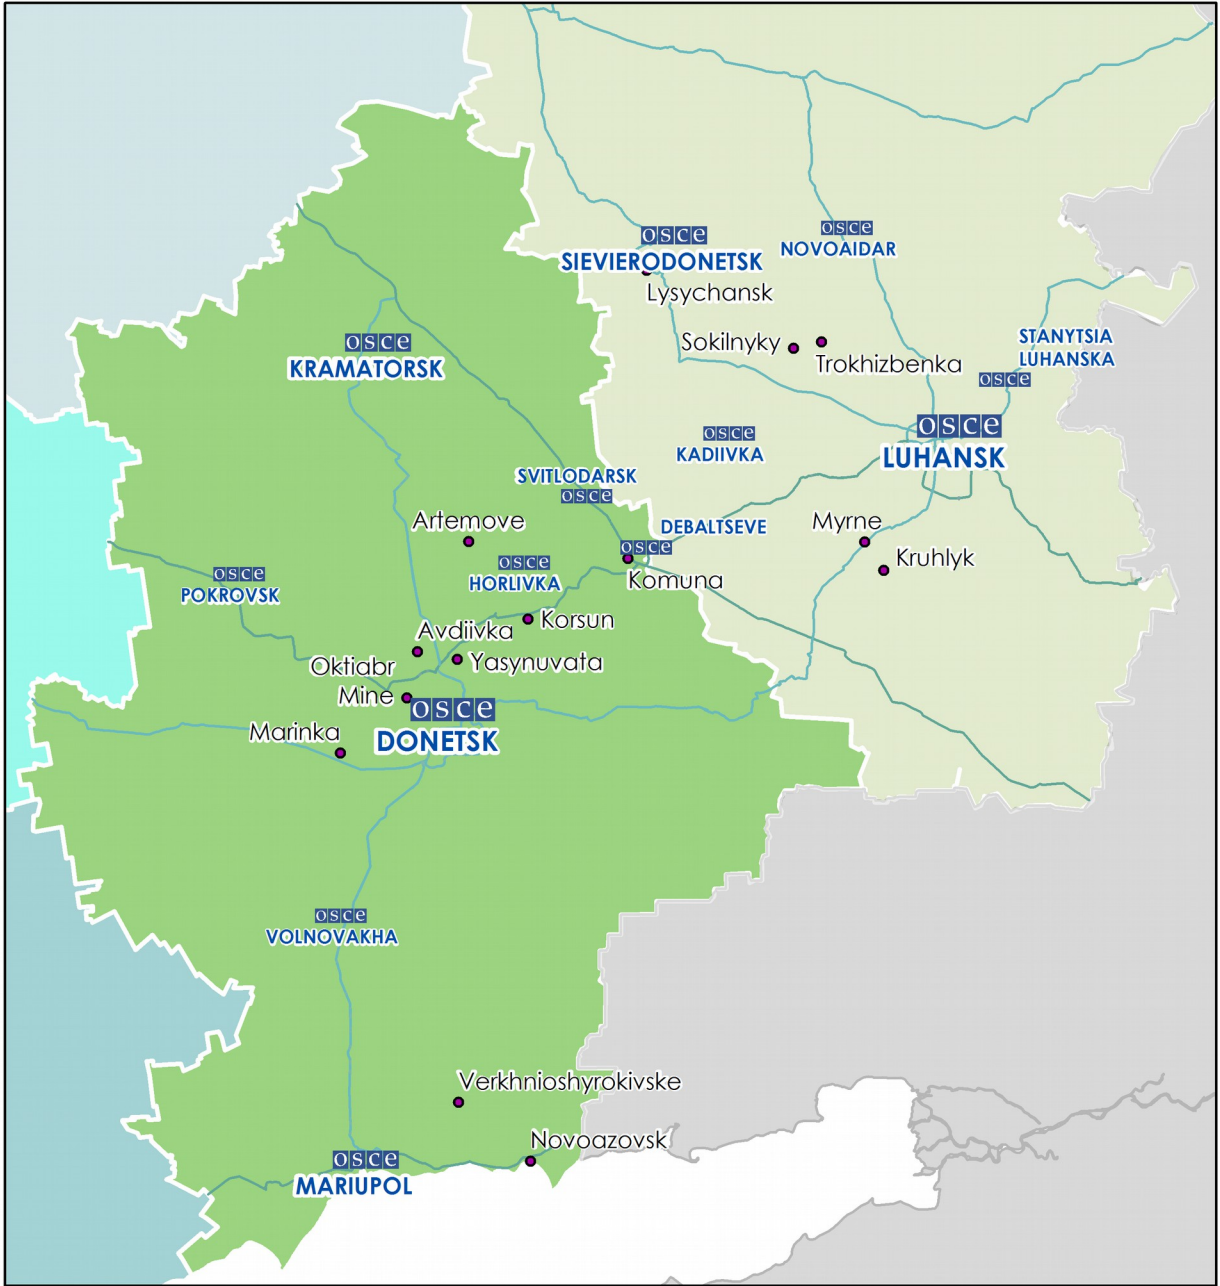 osce
SIEVIERODONETSK
Lysychansk
osce
NOVOAIDAR
Sokilnyky
Trokhizbenka
STANYTSIA
LUHANSKA
osce
osce
KRAMATORSK
osce
LUHANSK
osce
KADIIVKA
SVITLODARSK
osce
Artemove
DEBALTSEVE
osce
Komuna
Myrne
Kruhlyk
osce
HORLIVKA
osce
POKROVSK
Korsun
Avdiivka
Yasynuvata
Oktiabr
Mine
osce
DONETSK
Marinka
osce
VOLNOVAKHA
Verkhnioshyrokivske
Novoazovsk
osce
MARIUPOL